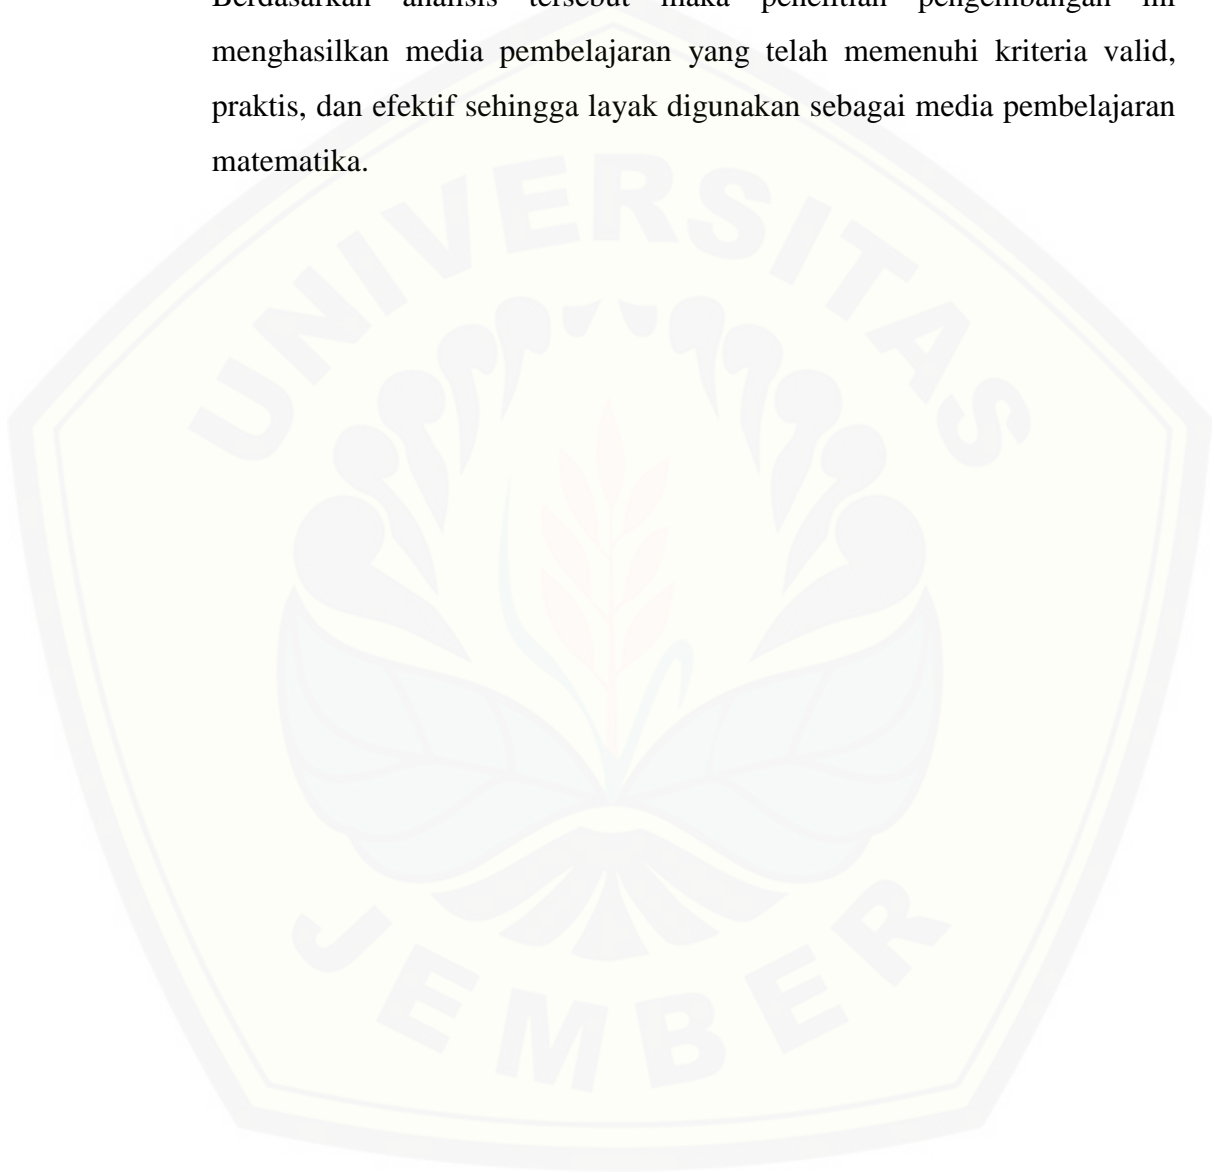 Berdasarkan analisis tersebut maka penelitian pengembangan ini
menghasilkan media pembelajaran yang telah memenuhi kriteria valid,
praktis, dan efektif sehingga layak digunakan sebagai media pembelajaran
matematika.
UNIVERSITAS
JEMBER